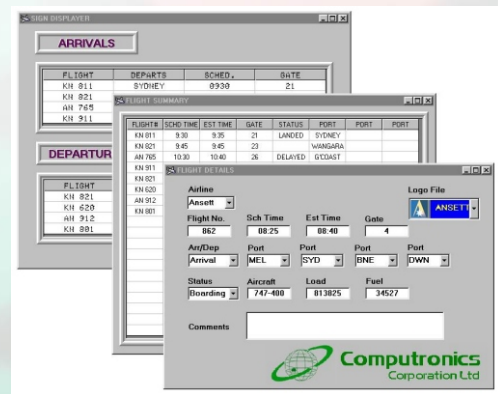 SIGN DISPLAYER
ARRIVALS
FLIGHT DEPARTS SCHED. GATE
KN 811 SYDNEY 0930 21
KN 821
AN 765
KN 911
DEPARTUR
FLIGHT
KN 821
KN 620
AN 912
KN 801
FLIGHT SUMMARY
FLIGHT# SCHD TIME EST TIME GATE STATUS PORT PORT PORT
KN 811 9:30 9:35 21 LANDED SYDNEY
KN 821 9:45 9:45 23 WANGARA
AN 765 10:30 10:40 26 DELAYED G'COAST
KN 911
KN 821
KN 620
AN 912
KN 801
FLIGHT DETAILS
Airline Logo File
Ansett ANSETT
Flight No. Sch Time Est Time Gate
862 08:25 08:40 4
Arr/Dep Port Port Port Port
Arrival MEL SYD BNE DWN
Status Aircraft Load Fuel
Boarding 747-400 813825 34527
Comments
Computronics
Corporation Ltd